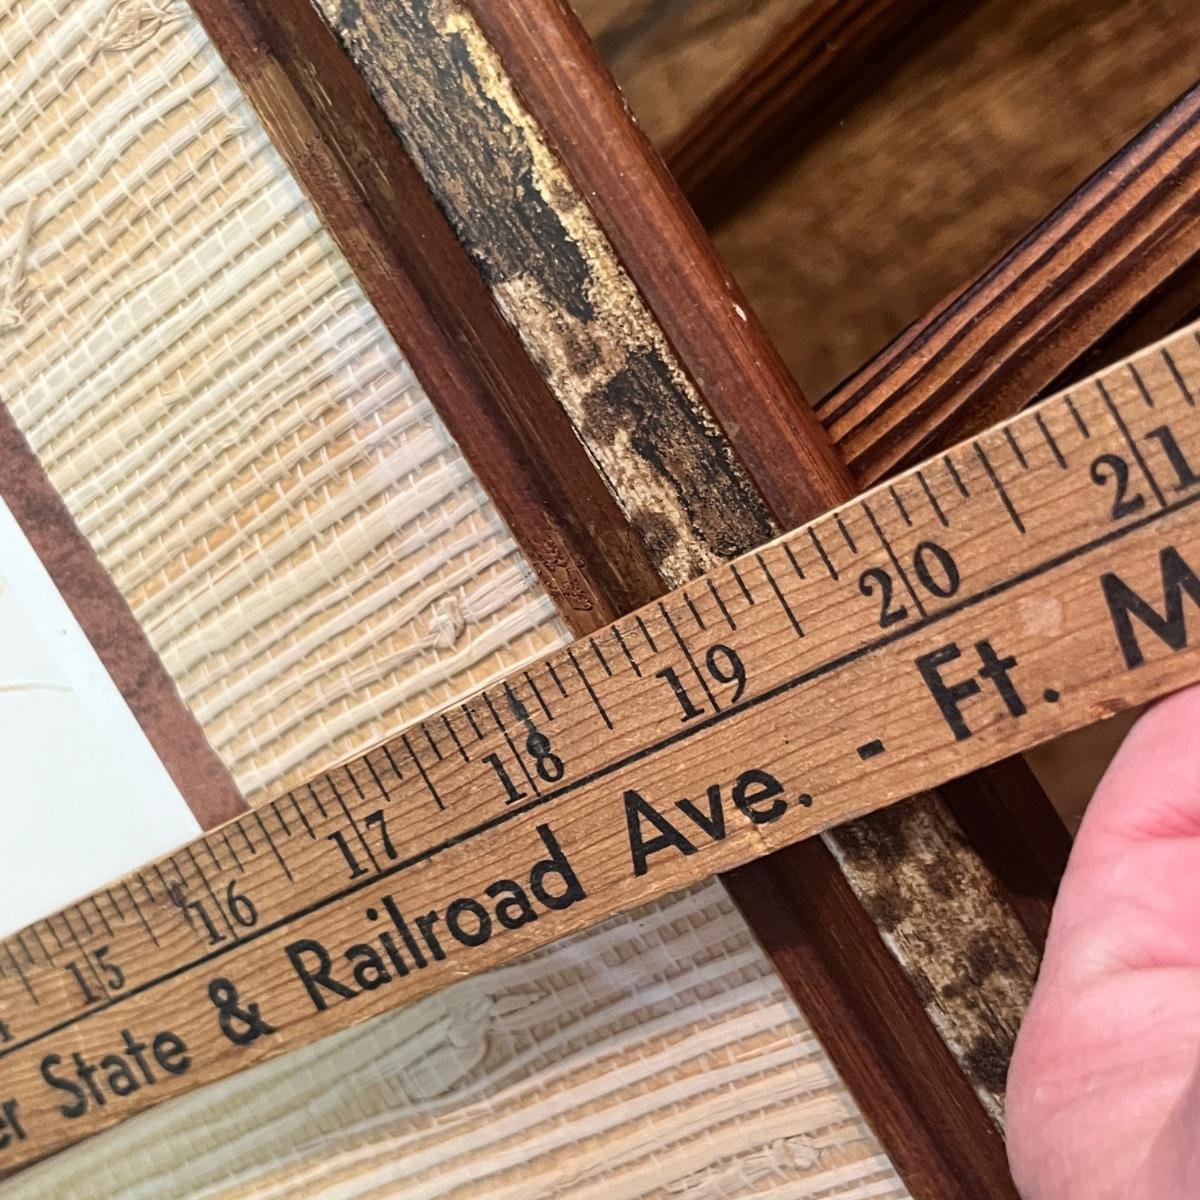 15 16 17 18 19 20 21
State & Railroad Ave. - Ft.